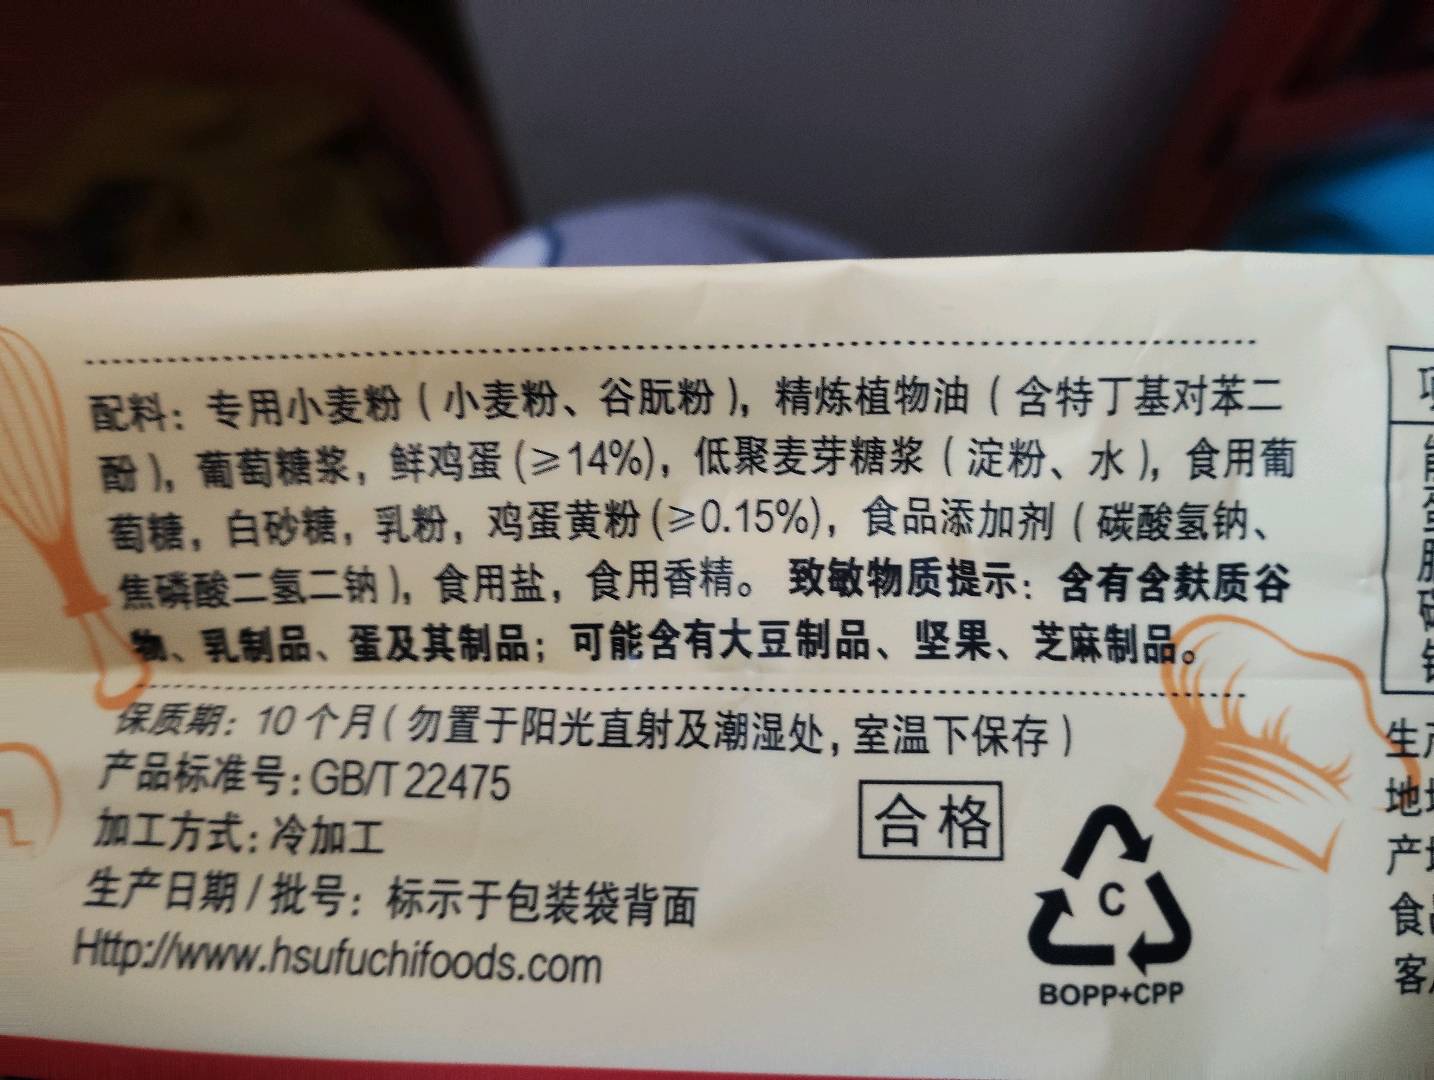 配料：专用小麦粉（小麦粉、谷朊粉），精炼植物油（含特丁基对苯二
酚），葡萄糖浆，鲜鸡蛋(≥14%)，低聚麦芽糖浆（淀粉、水），食用葡
萄糖，白砂糖，乳粉，鸡蛋黄粉(≥0.15%)，食品添加剂（碳酸氢钠、
焦磷酸二氢二钠），食用盐，食用香精。致敏物质提示：含有含麸质谷
物、乳制品、蛋及其制品；可能含有大豆制品、坚果、芝麻制品。
保质期：10个月（勿置于阳光直射及潮湿处，室温下保存）
产品标准号：GB/T 22475
加工方式：冷加工
合格
生产日期/批号：标示于包装袋背面
Http://www.hsufuchifoods.com
C
BOPP+CPP
生产
地
产
食
客